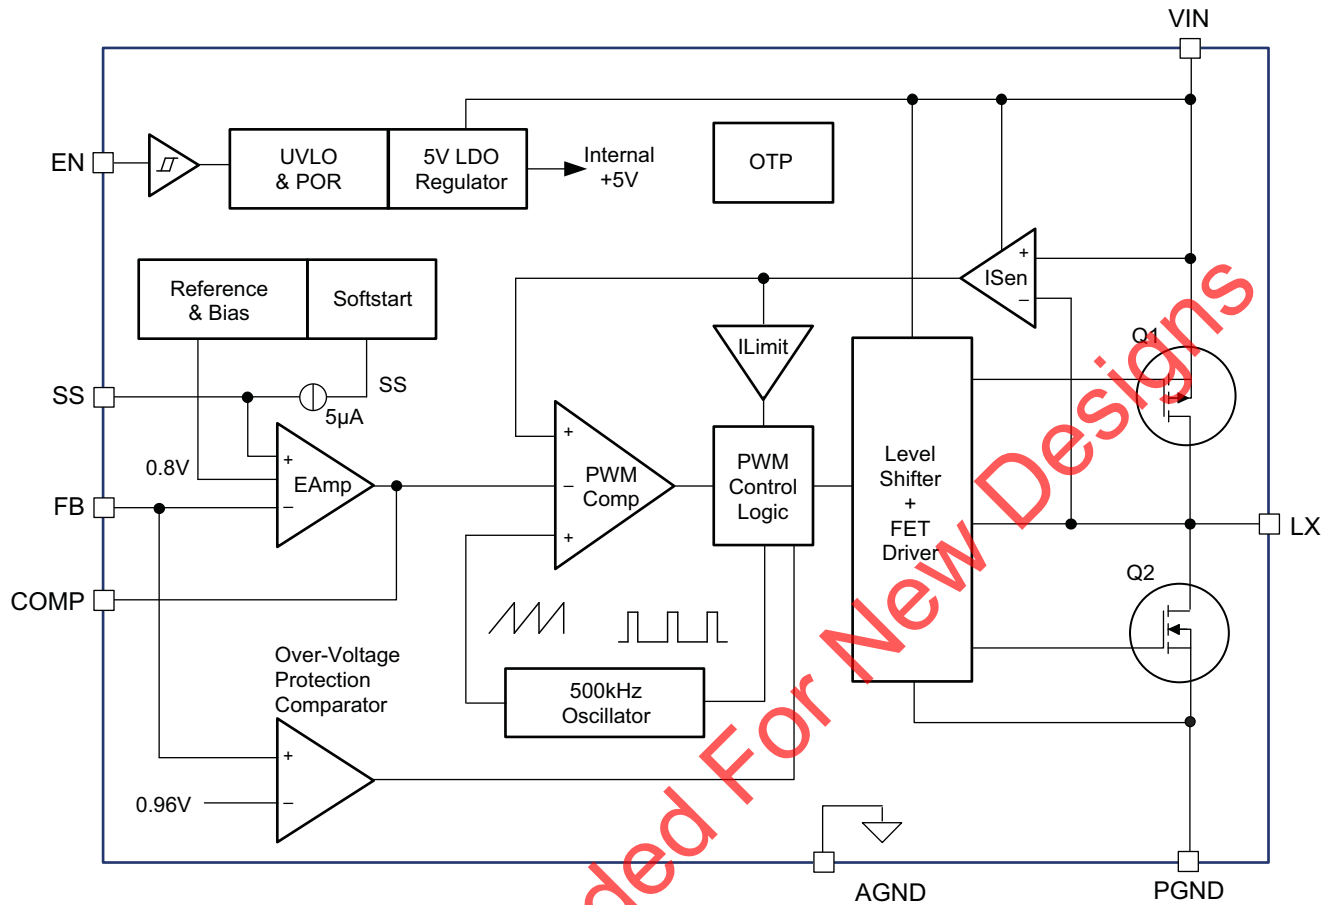 VIN
EN
UVLO
& POR
5V LDO
Regulator
Internal
+5V
OTP
Reference
& Bias
Softstart
+
ISen
−
ILimit
Q1
SS
SS
5µA
0.8V
+
EAmp
−
FB
+
PWM
Comp
−
+
PWM
Control
Logic
Level
Shifter
+
FET
Driver
LX
Q2
COMP
Over-Voltage
Protection
Comparator
500kHz
Oscillator
+
0.96V
−
AGND
PGND
ded For New Designs